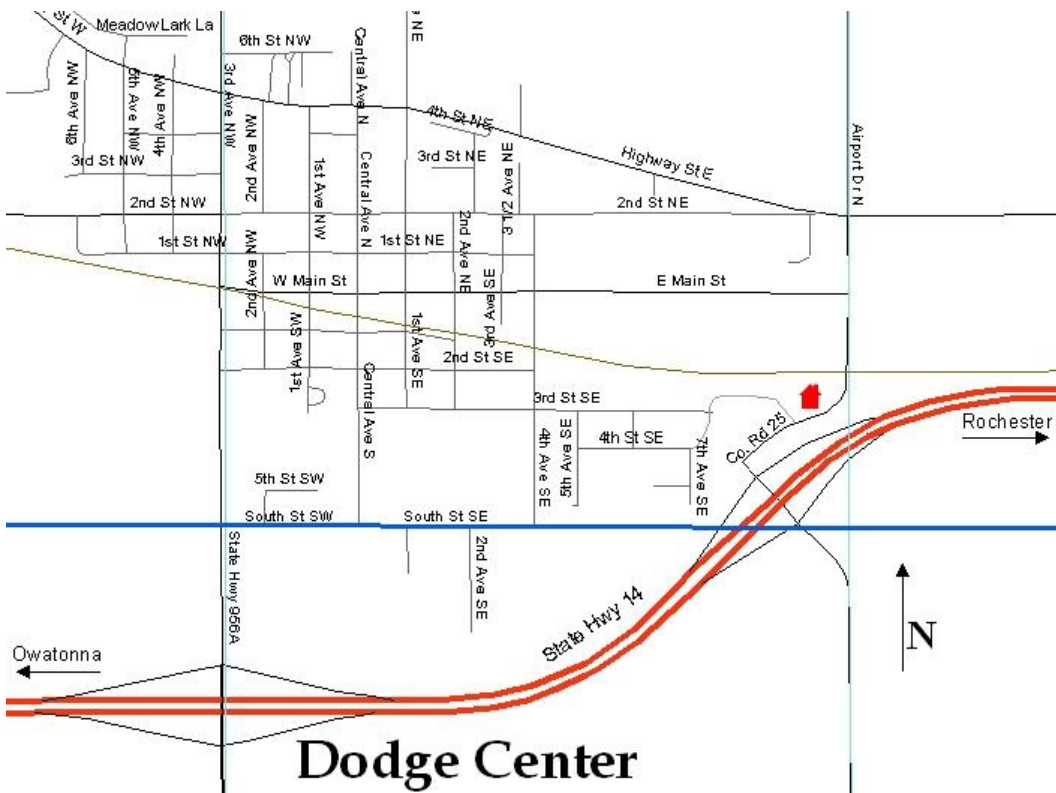 St W
Meadow Lark La
6th St NW
Central Ave N
NE
6th Ave NW
5th Ave NW
4th Ave NW
3rd Ave NW
2nd Ave NW
4th St NE
Airport Dr N
3rd St NW
1st Ave NW
Central Ave N
3rd St NE
3 1/2 Ave NE
Highway St E
2nd St NW
2nd St NE
1st St NW
2nd Ave NW
1st St NE
2nd Ave NE
W Main St
3rd Ave SE
E Main St
1st Ave SW
1st Ave SE
2nd St SE
Central Ave S
3rd St SE
4th Ave SE
5th Ave SE
4th St SE
7th Ave SE
Co. Rd 25
Rochester
5th St SW
South St SW
South St SE
State Hwy 956A
2nd Ave SE
State Hwy 14
N
Owatonna
Dodge Center